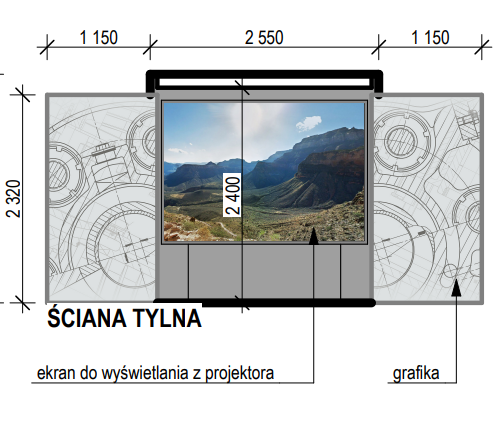 1 150 2 550 1 150
2 320
2 400
ŚCIANA TYLNA
ekran do wyświetlania z projektora grafika